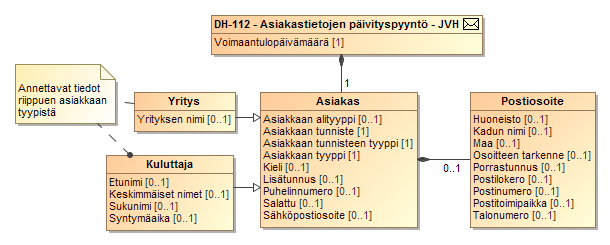 DH-112 - Asiakastietojen päivityspyyntö - JVH
Voimaantulopäivämäärä [1]
1
Annettavat tiedot
riippuen asiakkaan
tyypistä
Yritys
Yrityksen nimi [0..1]
Kuluttaja
Etunimi [0..1]
Keskimmäiset nimet [0..1]
Sukunimi [0..1]
Syntymäaika [0..1]
Asiakas
Asiakkaan alityyppi [0..1]
Asiakkaan tunniste [1]
Asiakkaan tunnisteen tyyppi [1]
Asiakkaan tyyppi [1]
Kieli [0..1]
Lisätunnus [0..1]
Puhelinnumero [0..1]
Salattu [0..1]
Sähköpostiosoite [0..1]
0..1
Postiosoite
Huoneisto [0..1]
Kadun nimi [0..1]
Maa [0..1]
Osoitteen tarkenne [0..1]
Porrastunnus [0..1]
Postilokero [0..1]
Postinumero [0..1]
Postitoimipaikka [0..1]
Talonumero [0..1]